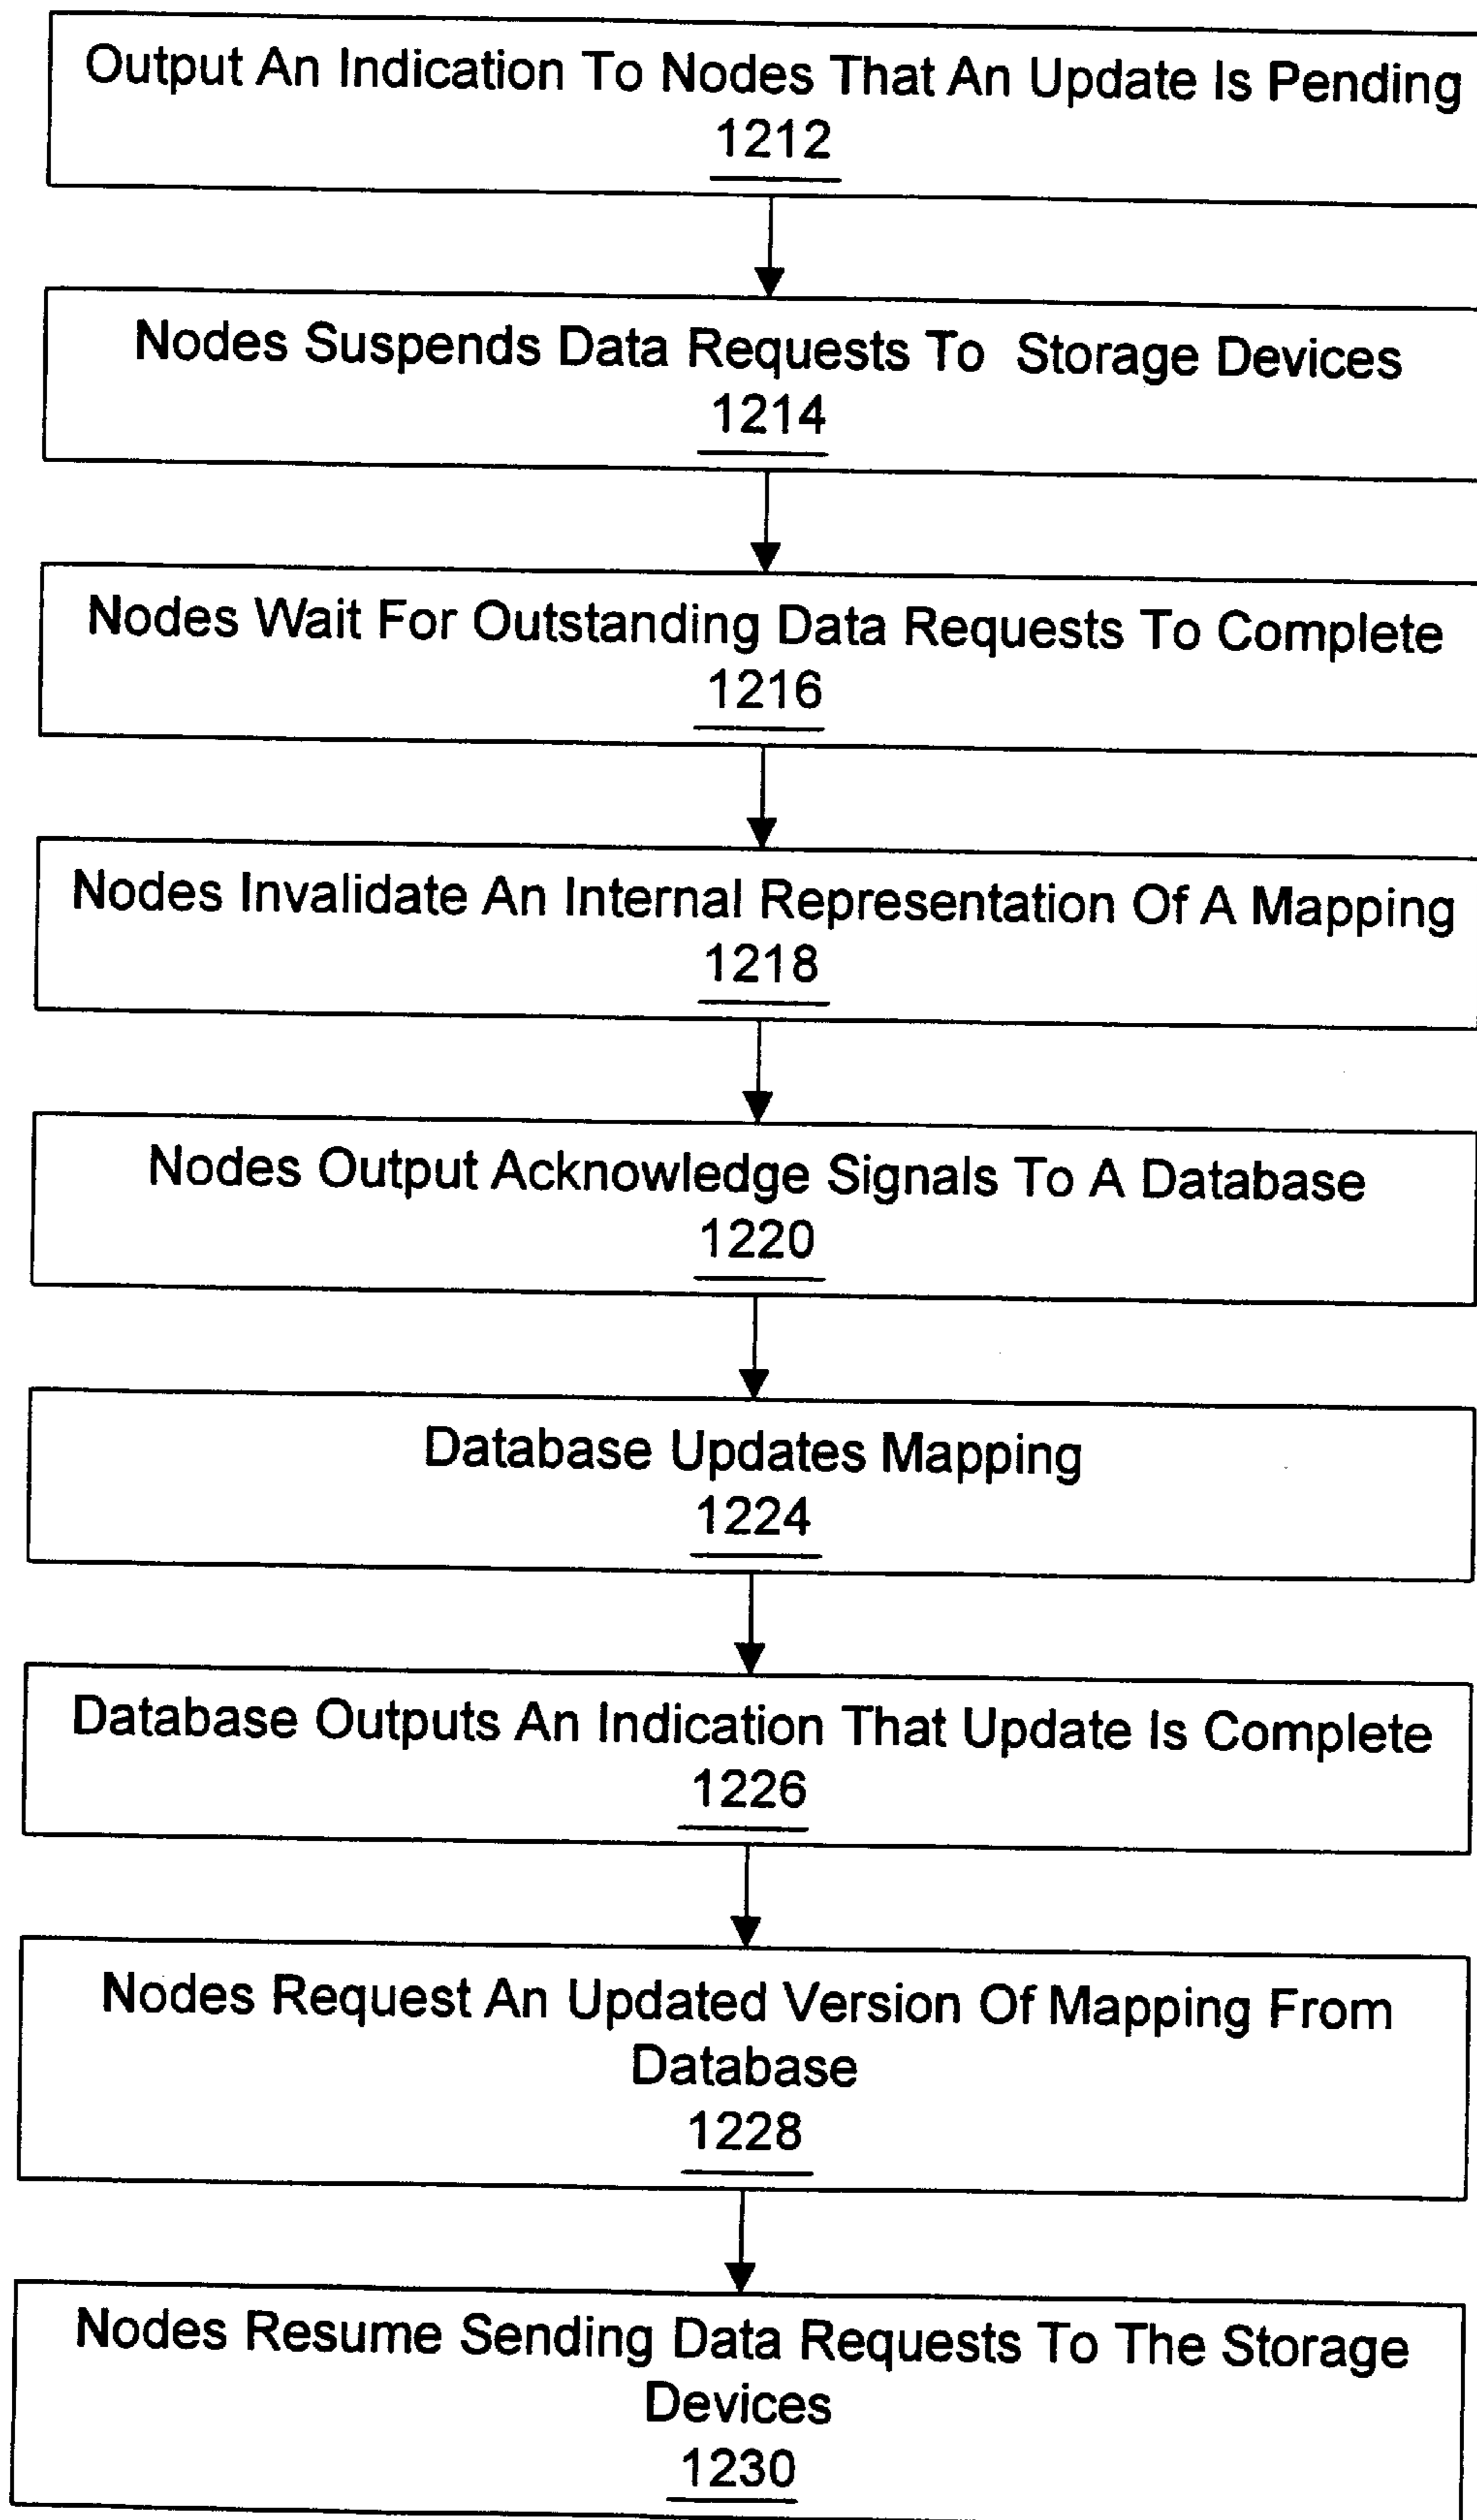 Output An Indication To Nodes That An Update Is Pending
1212
Nodes Suspends Data Requests To Storage Devices
1214
Nodes Wait For Outstanding Data Requests To Complete
1216
Nodes Invalidate An Internal Representation Of A Mapping
1218
Nodes Output Acknowledge Signals To A Database
1220
Database Updates Mapping
1224
Database Outputs An Indication That Update Is Complete
1226
Nodes Request An Updated Version Of Mapping From
Database
1228
Nodes Resume Sending Data Requests To The Storage
Devices
1230